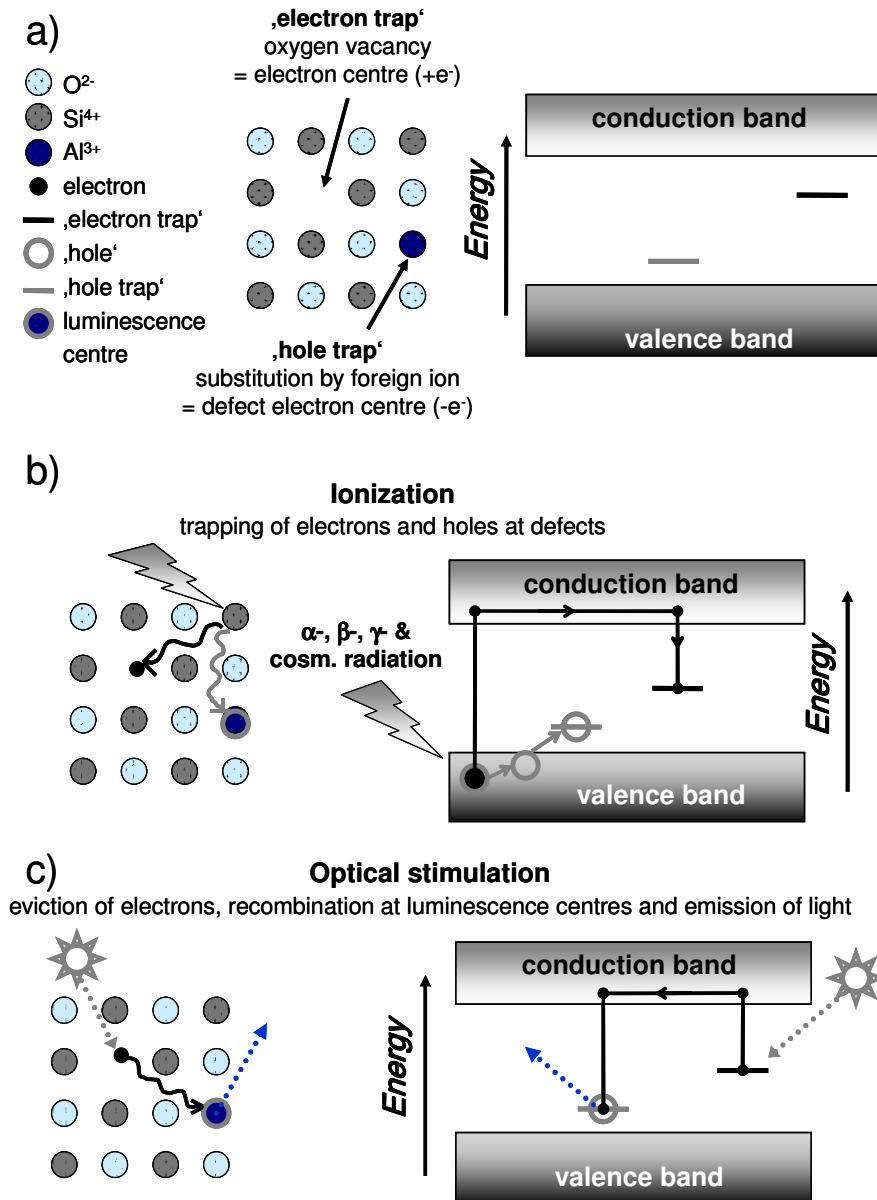 a)
‚electron trap‘
oxygen vacancy
= electron centre (+e⁻)
O²⁻
Si⁴⁺
Al³⁺
electron
‚electron trap‘
‚hole‘
‚hole trap‘
luminescence
centre
‚hole trap‘
substitution by foreign ion
= defect electron centre (-e⁻)
Energy
conduction band
valence band
b)
Ionization
trapping of electrons and holes at defects
α-, β-, γ- &
cosm. radiation
conduction band
valence band
Energy
c)
Optical stimulation
eviction of electrons, recombination at luminescence centres and emission of light
Energy
conduction band
valence band